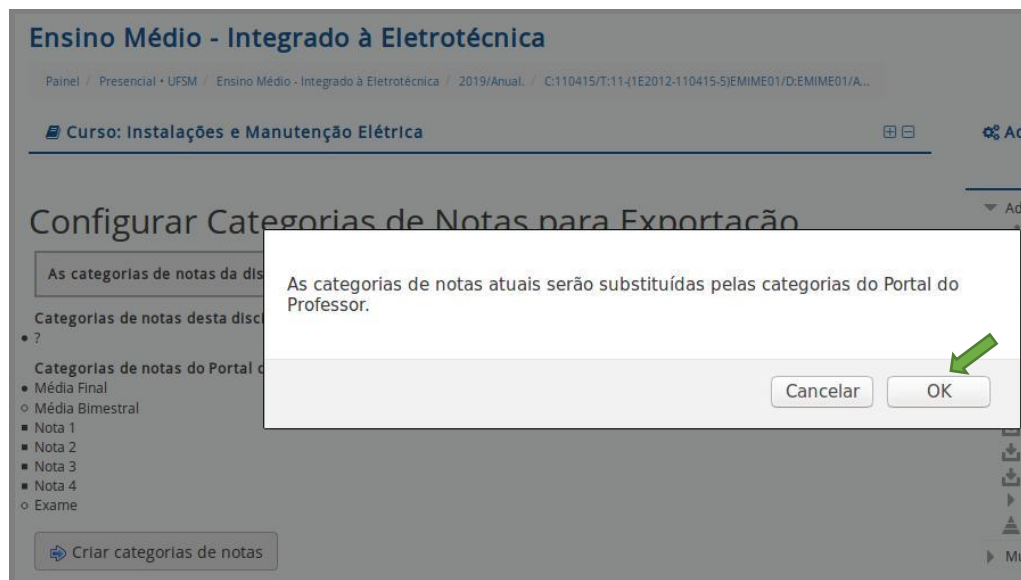 Ensino Médio - Integrado à Eletrotécnica
Painel / Presencial • UFSM / Ensino Médio - Integrado à Eletrotécnica / 2019/Anual. / C:110415/T:11-(1E2012-110415-5)EMIME01/D:EMIME01/A...
Curso: Instalações e Manutenção Elétrica
Configurar Categorias de Notas para Exportação
As categorias de notas da dis
As categorias de notas atuais serão substituídas pelas categorias do Portal do
Professor.
Categorias de notas desta disci
• ?
Categorias de notas do Portal d
Cancelar
OK
• Média Final
○ Média Bimestral
▪ Nota 1
▪ Nota 2
▪ Nota 3
▪ Nota 4
○ Exame
Criar categorias de notas
Ad
Mu